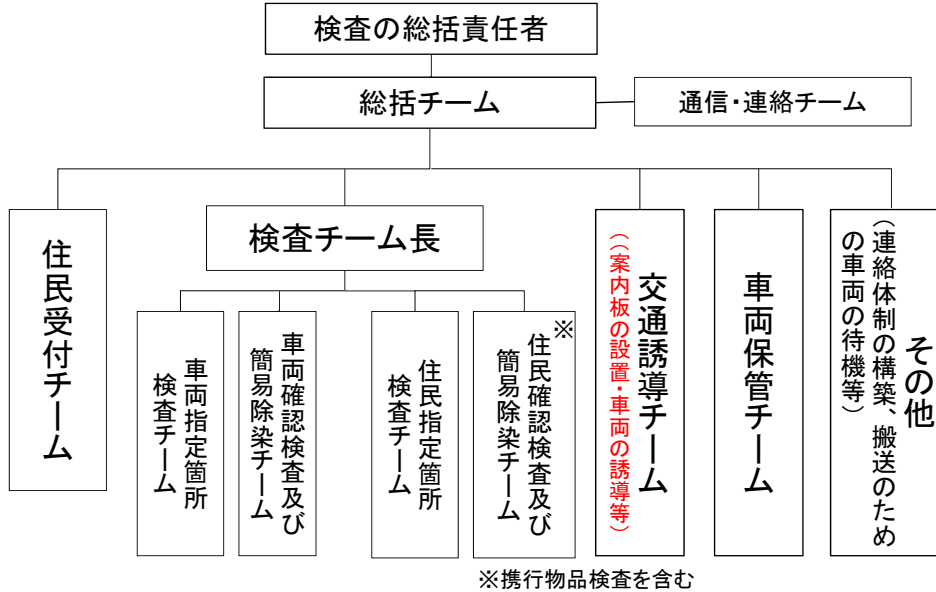 検査の総括責任者
総括チーム
通信・連絡チーム
住民受付チーム
検査チーム長
車両指定箇所
検査チーム
車両確認検査及び
簡易除染チーム
住民指定箇所
検査チーム
※
住民確認検査及び
簡易除染チーム
交通誘導チーム
（（案内板の設置・車両の誘導等）
車両保管チーム
その他
（連絡体制の構築、搬送のため
の車両の待機等）
※携行物品検査を含む